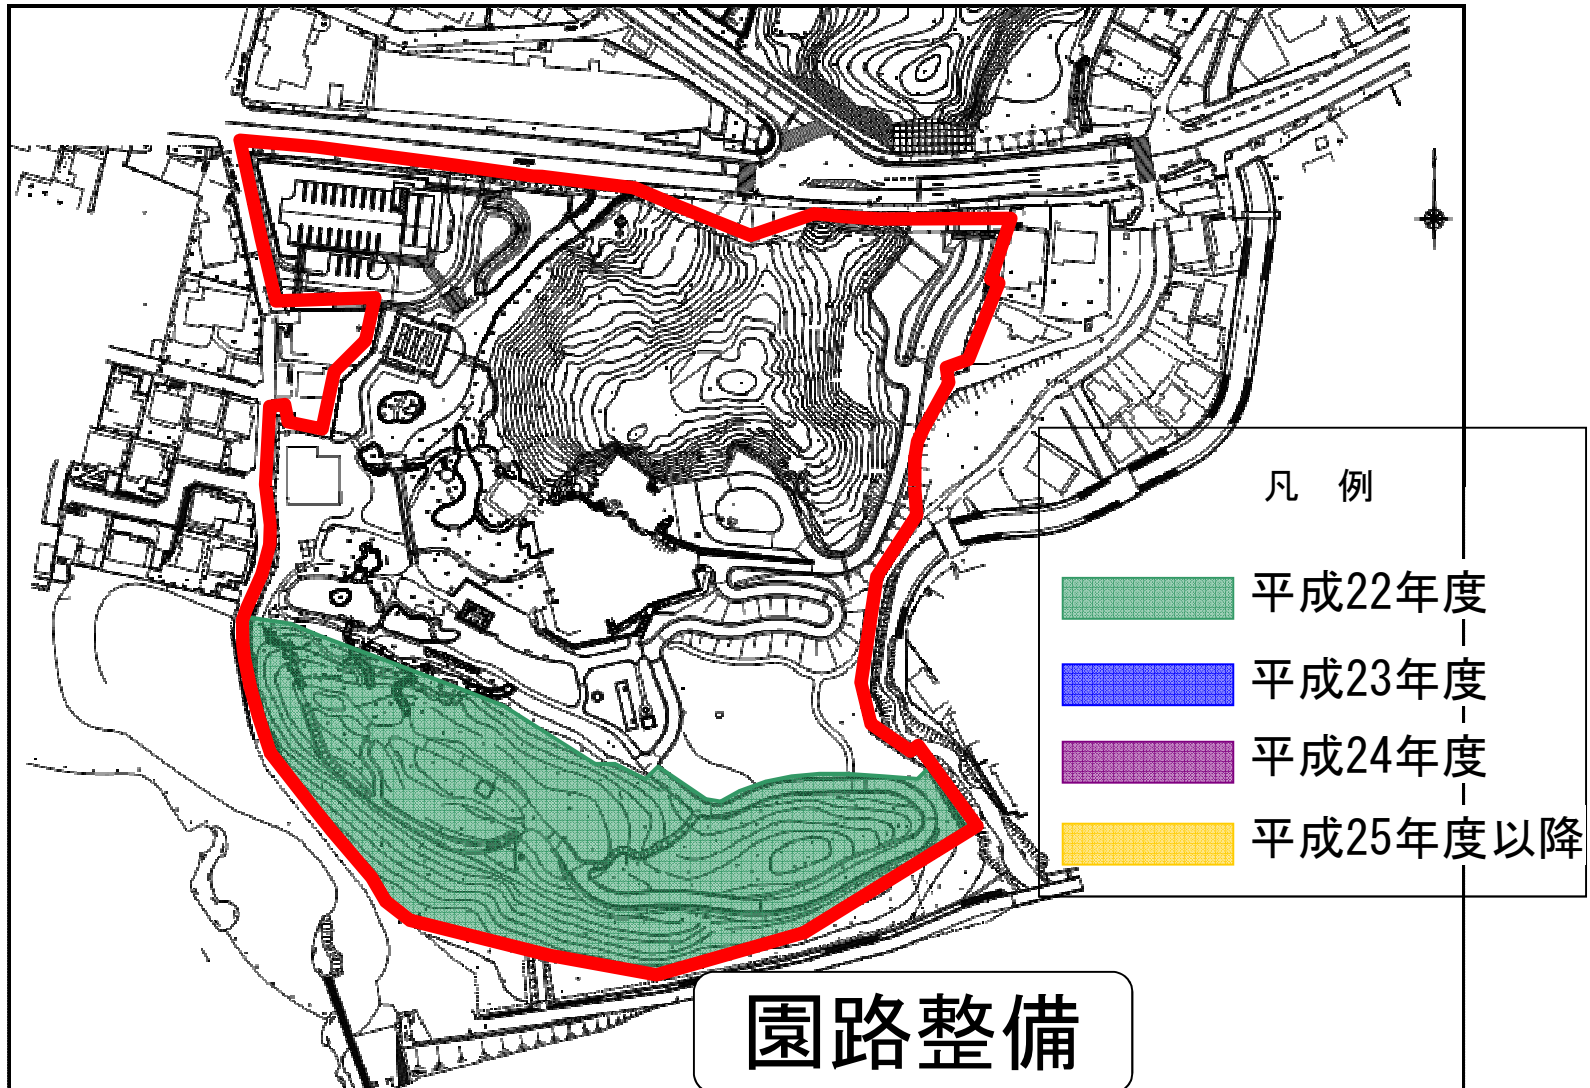 凡 例
平成22年度
平成23年度
平成24年度
平成25年度以降
園路整備